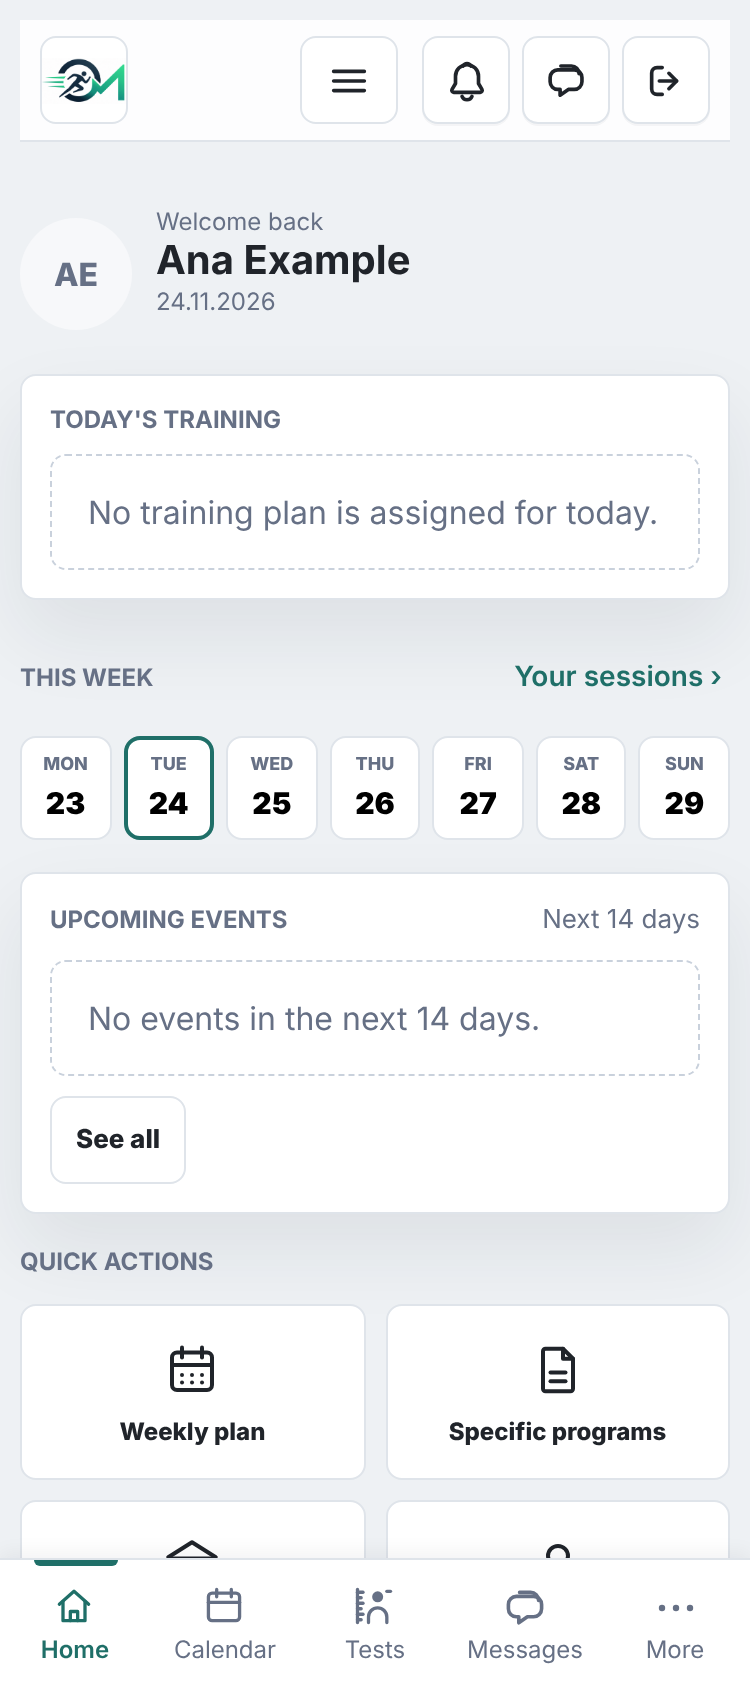 Welcome back
AE
Ana Example
24.11.2026
TODAY'S TRAINING
No training plan is assigned for today.
THIS WEEK
Your sessions ›
MON TUE WED THU FRI SAT SUN
23 24 25 26 27 28 29
UPCOMING EVENTS
Next 14 days
No events in the next 14 days.
See all
QUICK ACTIONS
Weekly plan
Specific programs
Home
Calendar
Tests
Messages
More